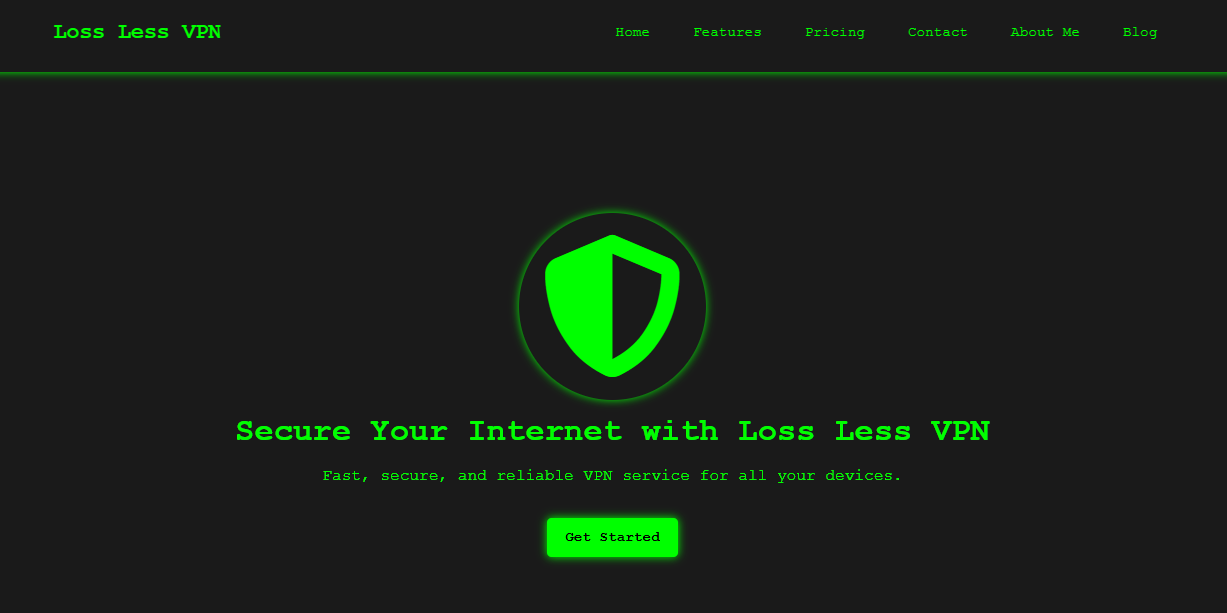 Loss Less VPN Home Features Pricing Contact About Me Blog
Secure Your Internet with Loss Less VPN
Fast, secure, and reliable VPN service for all your devices.
Get Started